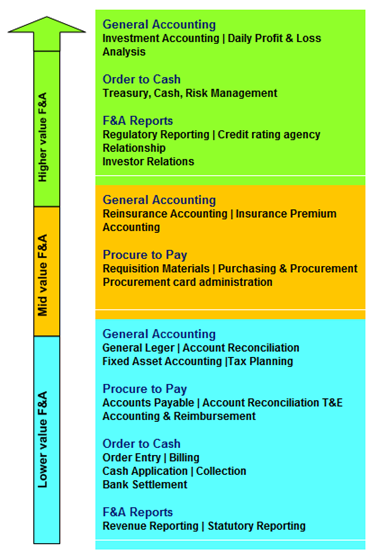 General Accounting
Investment Accounting | Daily Profit & Loss
Analysis
Order to Cash
Treasury, Cash, Risk Management
F&A Reports
Regulatory Reporting | Credit rating agency
Relationship
Investor Relations
Higher value F&A
General Accounting
Reinsurance Accounting | Insurance Premium
Accounting
Procure to Pay
Requisition Materials | Purchasing & Procurement
Procurement card administration
Mid value F&A
General Accounting
General Leger | Account Reconciliation
Fixed Asset Accounting |Tax Planning
Procure to Pay
Accounts Payable | Account Reconciliation T&E
Accounting & Reimbursement
Order to Cash
Order Entry | Billing
Cash Application | Collection
Bank Settlement
F&A Reports
Revenue Reporting | Statutory Reporting
Lower value F&A